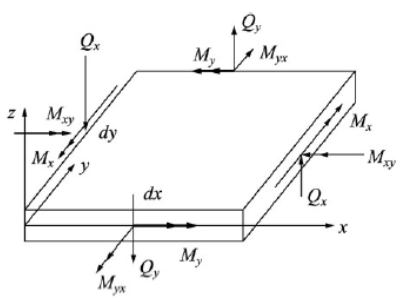 Q_y
Q_x
M_y M_yx
z M_xy
dy M_x
M_x y M_xy
dx Q_x
x
M_yx Q_y M_y